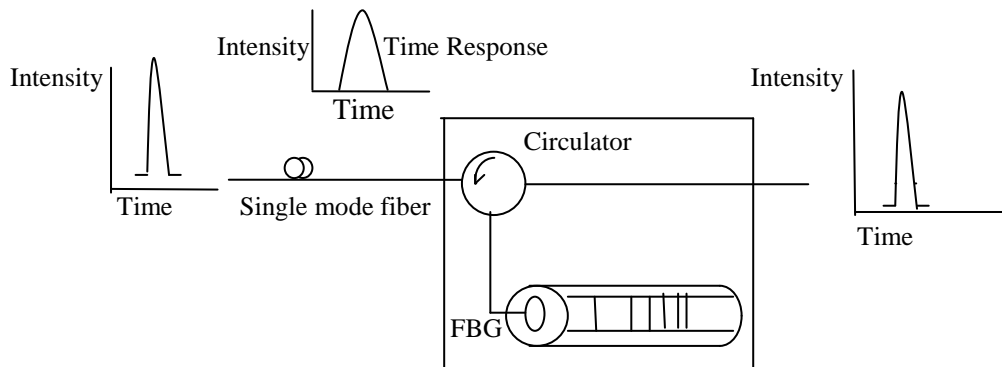 Intensity
Time
Intensity
Time Response
Time
Single mode fiber
Circulator
FBG
Intensity
Time